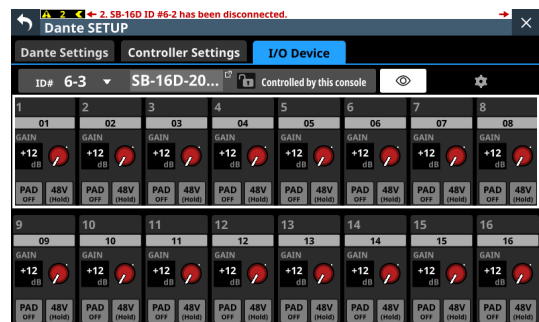 2 ← 2. SB-16D ID #6-2 has been disconnected. →
Dante SETUP
Dante Settings Controller Settings I/O Device
ID# 6-3 SB-16D-20... Controlled by this console
1 2 3 4 5 6 7 8
01 02 03 04 05 06 07 08
GAIN GAIN GAIN GAIN GAIN GAIN GAIN GAIN
+12 +12 +12 +12 +12 +12 +12 +12
dB dB dB dB dB dB dB dB
PAD 48V PAD 48V PAD 48V PAD 48V PAD 48V PAD 48V PAD 48V PAD 48V
OFF (Hold) OFF (Hold) OFF (Hold) OFF (Hold) OFF (Hold) OFF (Hold) OFF (Hold) OFF (Hold)
9 10 11 12 13 14 15 16
09 10 11 12 13 14 15 16
GAIN GAIN GAIN GAIN GAIN GAIN GAIN GAIN
+12 +12 +12 +12 +12 +12 +12 +12
dB dB dB dB dB dB dB dB
PAD 48V PAD 48V PAD 48V PAD 48V PAD 48V PAD 48V PAD 48V PAD 48V
OFF (Hold) OFF (Hold) OFF (Hold) OFF (Hold) OFF (Hold) OFF (Hold) OFF (Hold) OFF (Hold)